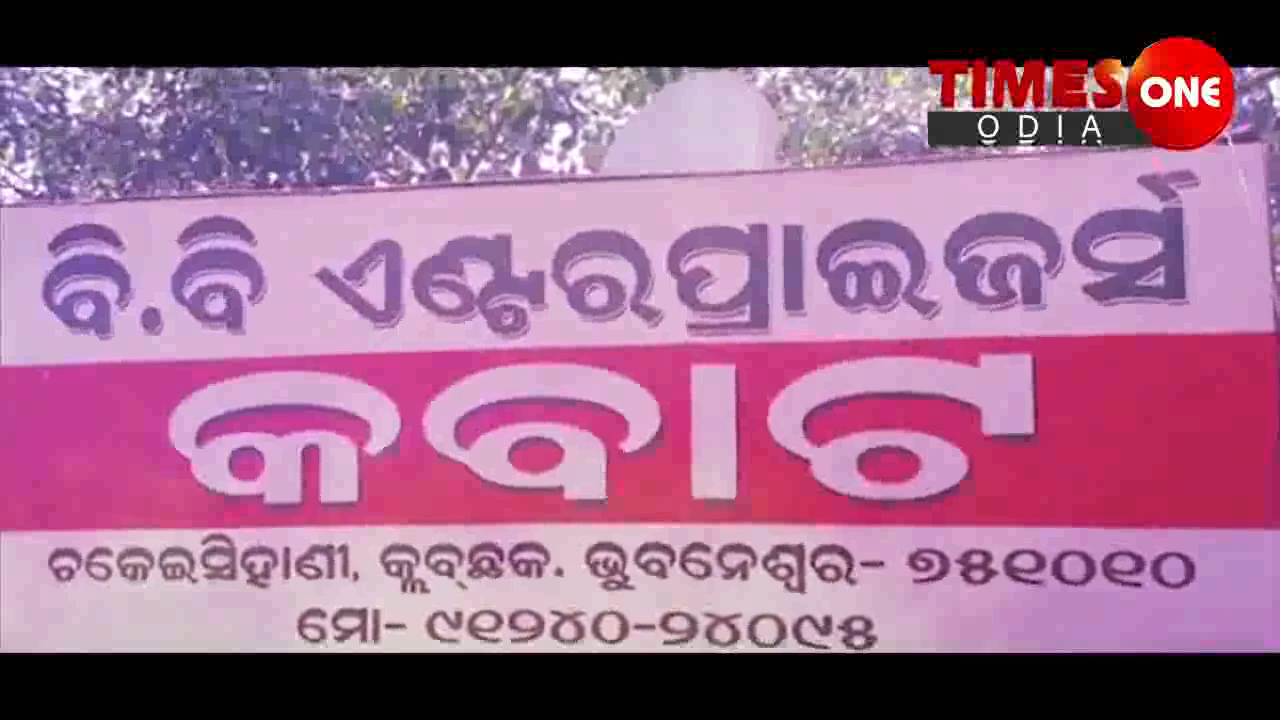 TIMES ONE
ODIA
ବି.ବି ଏଣ୍ଟରପ୍ରାଇଜର୍ସ
କବାଟ
ଚକେଇସିହାଣୀ, କ୍ଲବ୍‌ଛକ. ଭୁବନେଶ୍ୱର- ୭୫୧୦୧୦
ମୋ- ୯୧୨୪୦-୨୪୦୯୫